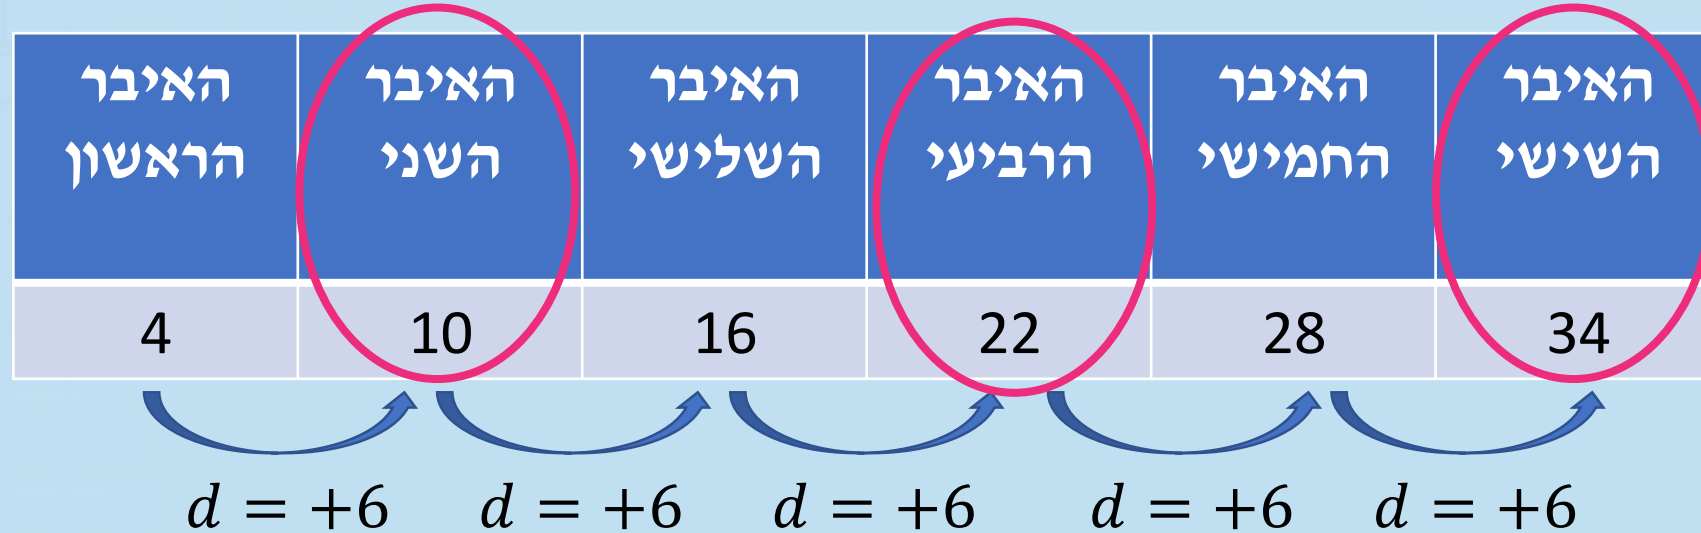 האיבר הראשון
האיבר השני
האיבר השלישי
האיבר הרביעי
האיבר החמישי
האיבר השישי
4 10 16 22 28 34
d = +6 d = +6 d = +6 d = +6 d = +6